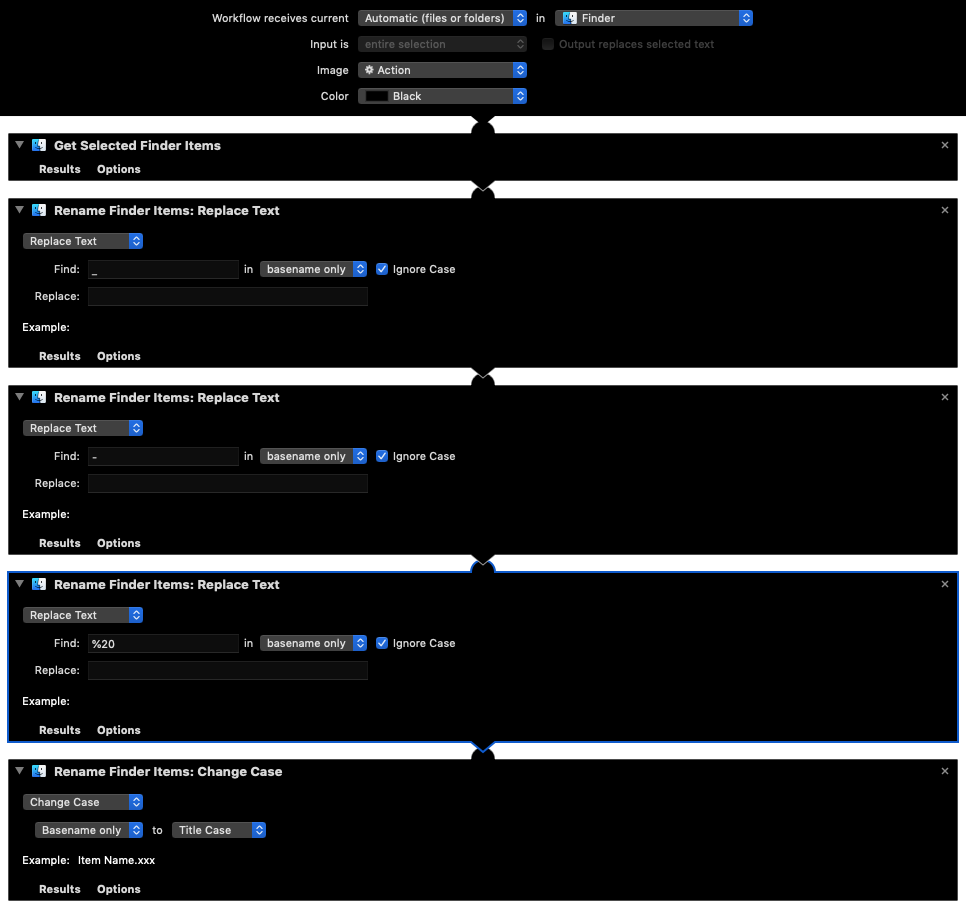 Workflow receives current Automatic (files or folders) in Finder
Input is entire selection Output replaces selected text
Image Action
Color Black
Get Selected Finder Items
Results Options
Rename Finder Items: Replace Text
Replace Text
Find: _ in basename only Ignore Case
Replace:
Example:
Results Options
Rename Finder Items: Replace Text
Replace Text
Find: - in basename only Ignore Case
Replace:
Example:
Results Options
Rename Finder Items: Replace Text
Replace Text
Find: %20 in basename only Ignore Case
Replace:
Example:
Results Options
Rename Finder Items: Change Case
Change Case
Basename only to Title Case
Example: Item Name.xxx
Results Options